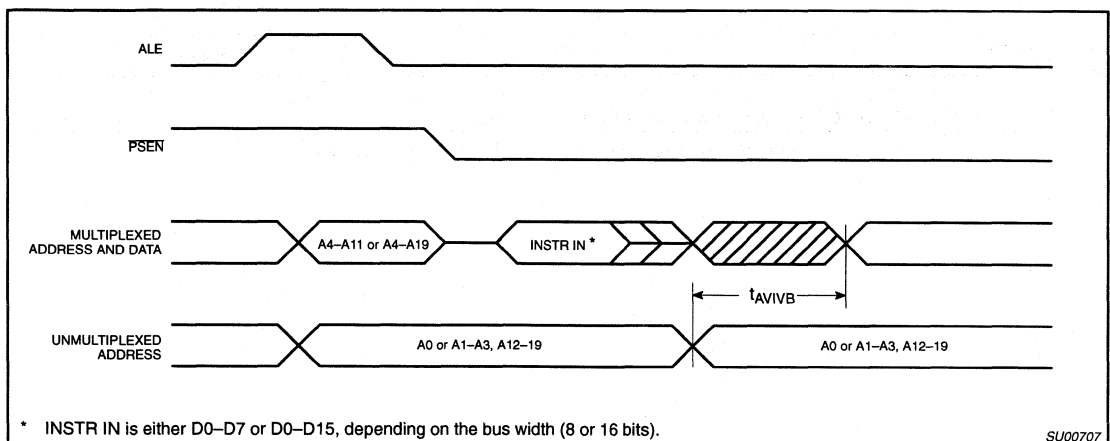 ALE
PSEN
MULTIPLEXED
ADDRESS AND DATA
A4–A11 or A4–A19
INSTR IN *
tAVIVB
UNMULTIPLEXED
ADDRESS
A0 or A1–A3, A12–19
A0 or A1–A3, A12–19
* INSTR IN is either D0–D7 or D0–D15, depending on the bus width (8 or 16 bits).
SU00707